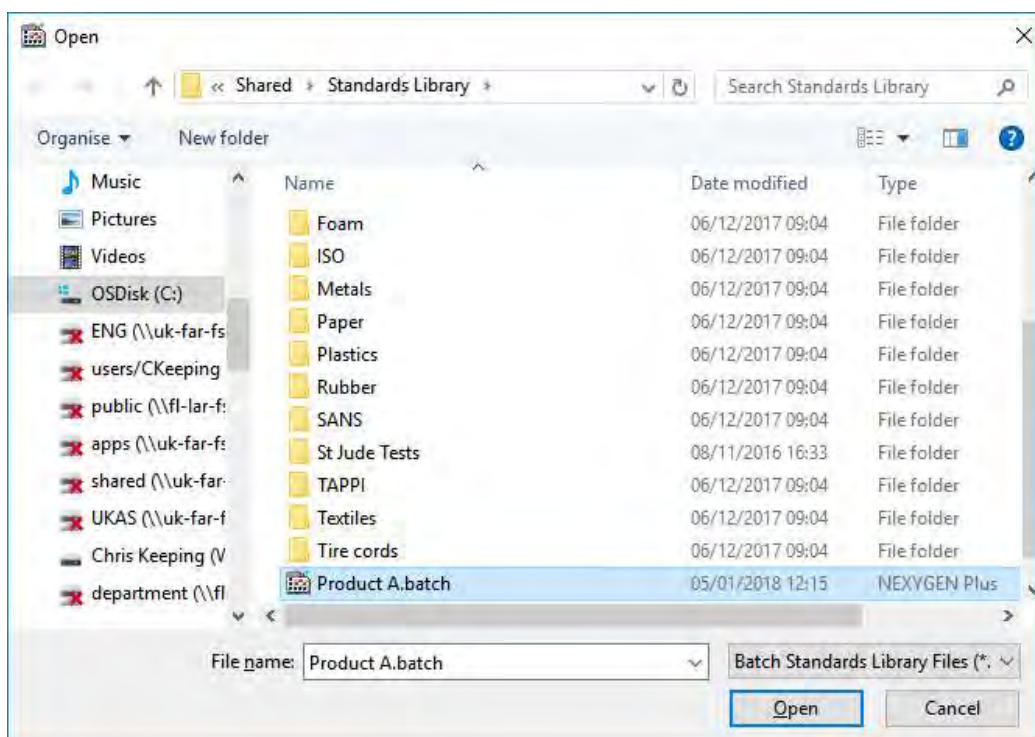 Open
« Shared › Standards Library ›
Search Standards Library
Organise
New folder
Name
Date modified
Type
Music
Pictures
Videos
OSDisk (C:)
ENG (\\uk-far-fs
users/CKeeping
public (\\fl-lar-f
apps (\\uk-far-fs
shared (\\uk-far-
UKAS (\\uk-far-f
Chris Keeping (V
department (\\fl
Foam 06/12/2017 09:04 File folder
ISO 06/12/2017 09:04 File folder
Metals 06/12/2017 09:04 File folder
Paper 06/12/2017 09:04 File folder
Plastics 06/12/2017 09:04 File folder
Rubber 06/12/2017 09:04 File folder
SANS 06/12/2017 09:04 File folder
St Jude Tests 08/11/2016 16:33 File folder
TAPPI 06/12/2017 09:04 File folder
Textiles 06/12/2017 09:04 File folder
Tire cords 06/12/2017 09:04 File folder
Product A.batch 05/01/2018 12:15 NEXYGEN Plus
File name: Product A.batch
Batch Standards Library Files (*.
Open
Cancel